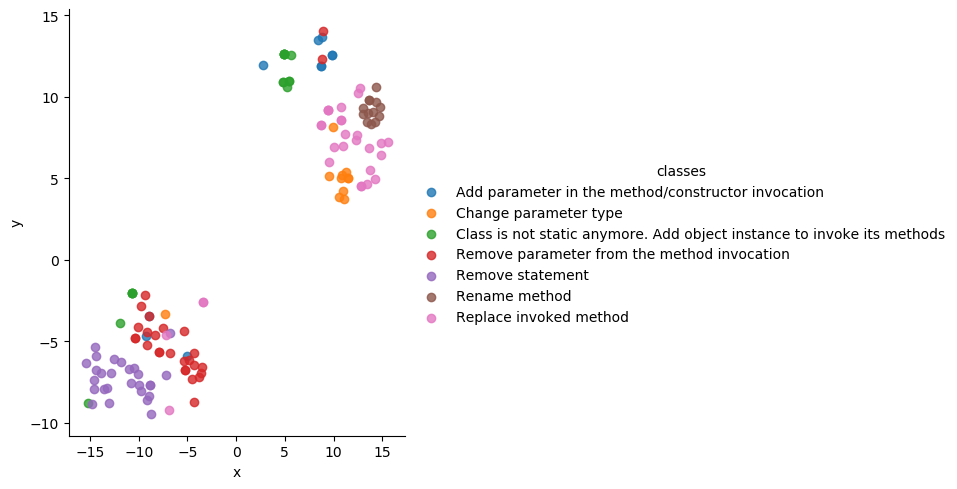 15
10
5
0
−5
−10
y
−15
−10
−5
0
5
10
15
x
classes
Add parameter in the method/constructor invocation
Change parameter type
Class is not static anymore. Add object instance to invoke its methods
Remove parameter from the method invocation
Remove statement
Rename method
Replace invoked method